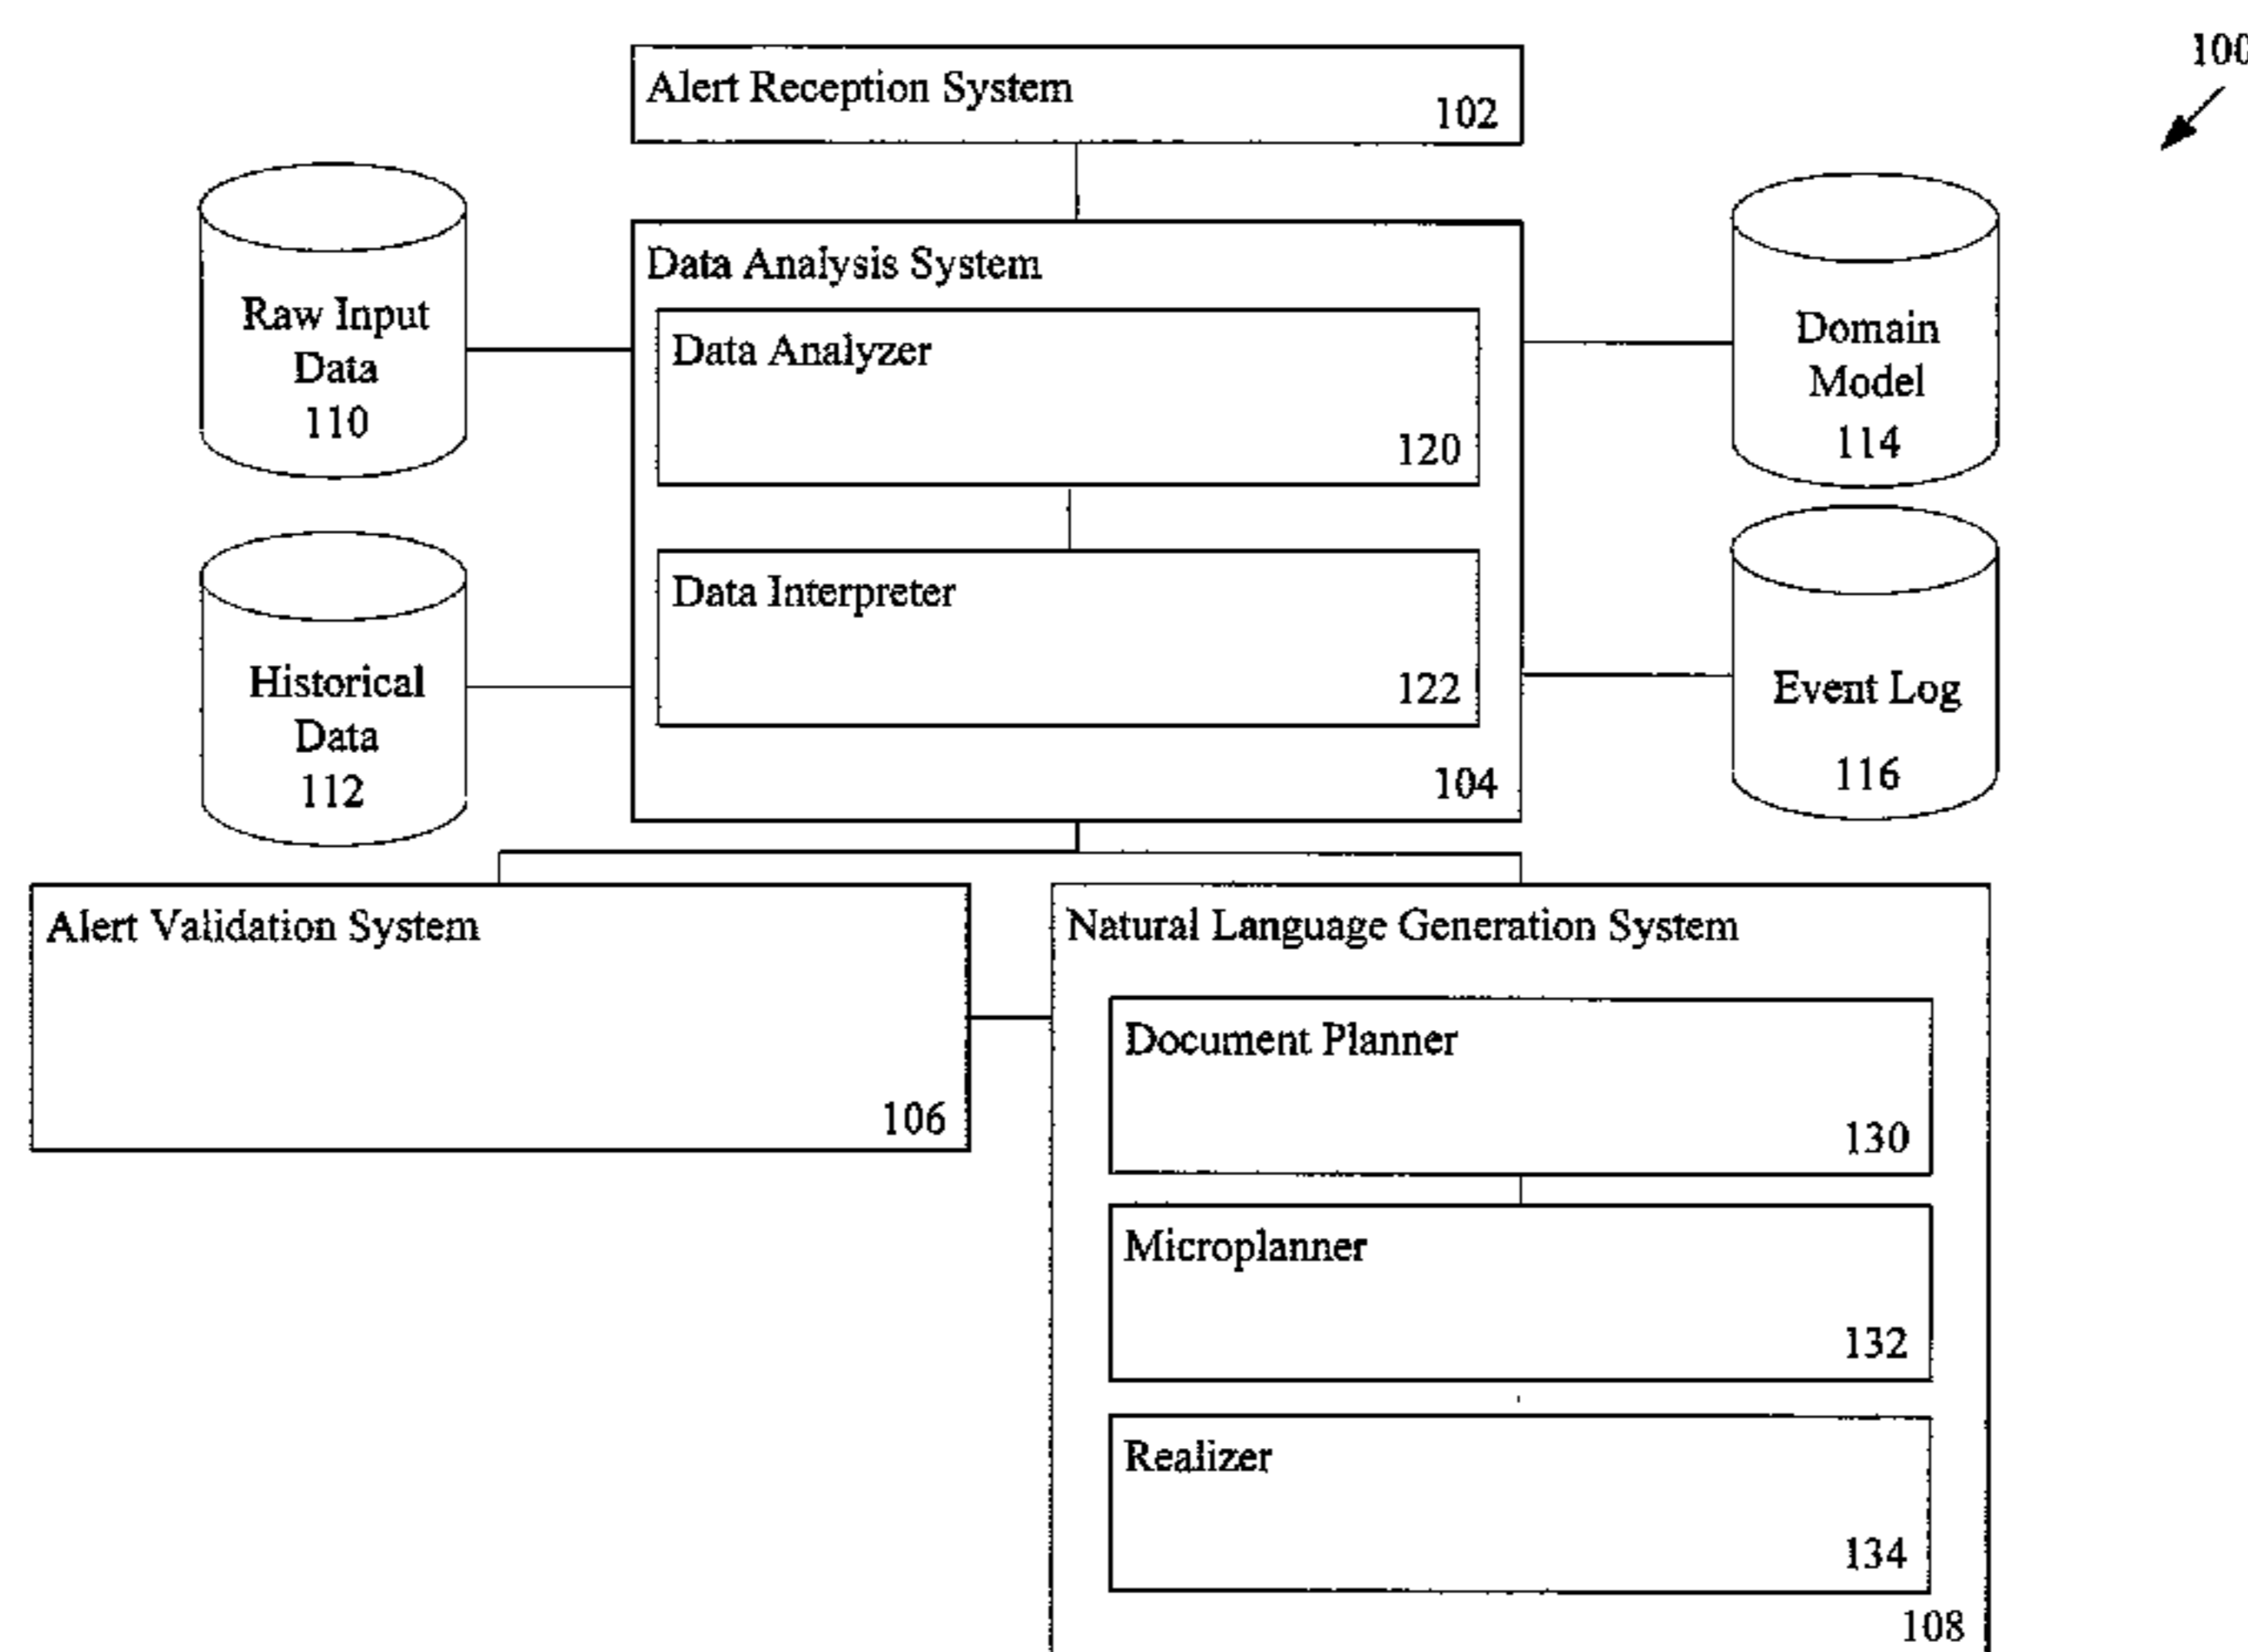 100
Alert Reception System
102
Raw Input
Data
110
Data Analysis System
Data Analyzer
120
Domain
Model
114
Historical
Data
112
Data Interpreter
122
104
Event Log
116
Alert Validation System
106
Natural Language Generation System
Document Planner
130
Microplanner
132
Realizer
134
108